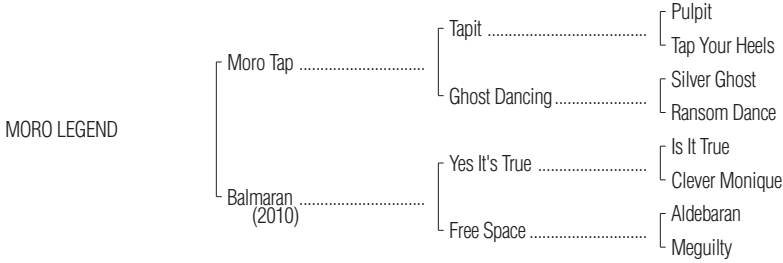 Pulpit
Tapit ........................................
Tap Your Heels
Moro Tap ................................
Silver Ghost
Ghost Dancing............................
Ransom Dance
MORO LEGEND
Is It True
Yes It's True ...............................
Clever Monique
Balmaran ................................
(2010)
Aldebaran
Free Space .................................
Meguilty